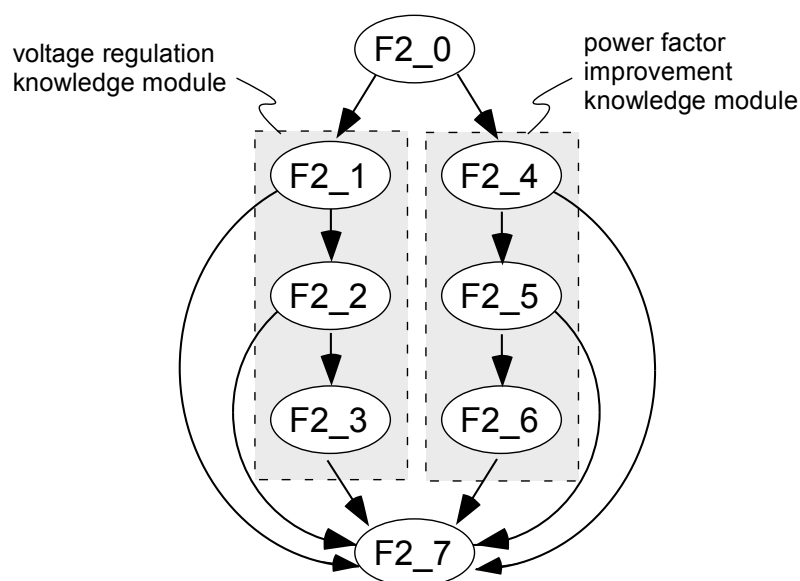 F2_0
voltage regulation
knowledge module
power factor
improvement
knowledge module
F2_1
F2_4
F2_2
F2_5
F2_3
F2_6
F2_7